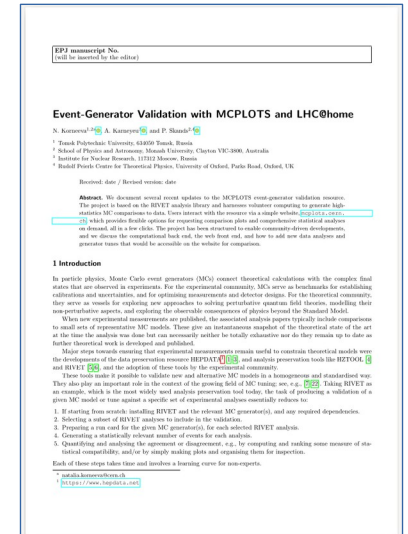 EPJ manuscript No.
(will be inserted by the editor)
Event-Generator Validation with MCPLOTS and LHC@home
N. Korneeva, A. Karneyeu, and P. Skands
1 Tomsk Polytechnic University, 634050 Tomsk, Russia
2 School of Physics and Astronomy, Monash University, Clayton VIC-3800, Australia
3 Institute for Nuclear Research, 117312 Moscow, Russia
4 Rudolf Peierls Centre for Theoretical Physics, University of Oxford, Parks Road, Oxford, UK
Received: date / Revised version: date
Abstract. We document several recent updates to the MCPLOTS event-generator validation resource.
The project is based on the RIVET analysis library and harnesses volunteer computing to generate high-
statistics MC comparisons to data. Users interact with the resource via a simple website, mcplots.cern.
ch, which provides flexible options for requesting comparison plots and comprehensive statistical analyses
on demand, all in a few clicks. The project has been structured to enable community-driven developments,
and we discuss the computational back end, the web front end, and how to add new data analyses and
generator tunes that would be accessible on the website for comparison.
1 Introduction
In particle physics, Monte Carlo event generators (MCs) connect theoretical calculations with the complex final
states that are observed in experiments. For the experimental community, MCs serve as benchmarks for establishing
calibrations and uncertainties, and for optimizing measurements and detector designs. For the theoretical community,
they serve as vessels for exploring new approaches to solving perturbative quantum field theories, modelling their
non-perturbative aspects, and exploring the observable consequences of physics beyond the Standard Model.
When new experimental measurements are published, the associated analysis papers typically include comparisons
to small sets of representative MC models. These give an instantaneous snapshot of the theoretical state of the art
at the time the analysis was done but can necessarily neither be totally exhaustive nor do they remain up to date as
further theoretical work is developed and published.
Major steps towards ensuring that experimental measurements remain useful to constrain theoretical models were
the developments of the data preservation resource HEPDATA, and analysis preservation tools like HZTOOL [4]
and RIVET, and the adoption of these tools by the experimental community.
These tools make it possible to validate new and alternative MC models in a homogeneous and standardised way.
They also play an important role in the context of the growing field of MC tuning; see, e.g., [7-22]. Taking RIVET as
an example, which is the most widely used analysis preservation tool today, the task of producing a validation of a
given MC model or tune against a specific set of experimental analyses essentially reduces to:
1. If starting from scratch: installing RIVET and the relevant MC generator(s), and any required dependencies.
2. Selecting a subset of RIVET analyses to include in the validation.
3. Preparing a run card for the given MC generator(s), for each selected RIVET analysis.
4. Generating a statistically relevant number of events for each analysis.
5. Quantifying and analysing the agreement or disagreement, e.g., by computing and ranking some measure of sta-
tistical compatibility, and/or by simply making plots and organising them for inspection.
Each of these steps takes time and involves a learning curve for non-experts.
a natalia.korneeva@cern.ch
1 https://www.hepdata.net